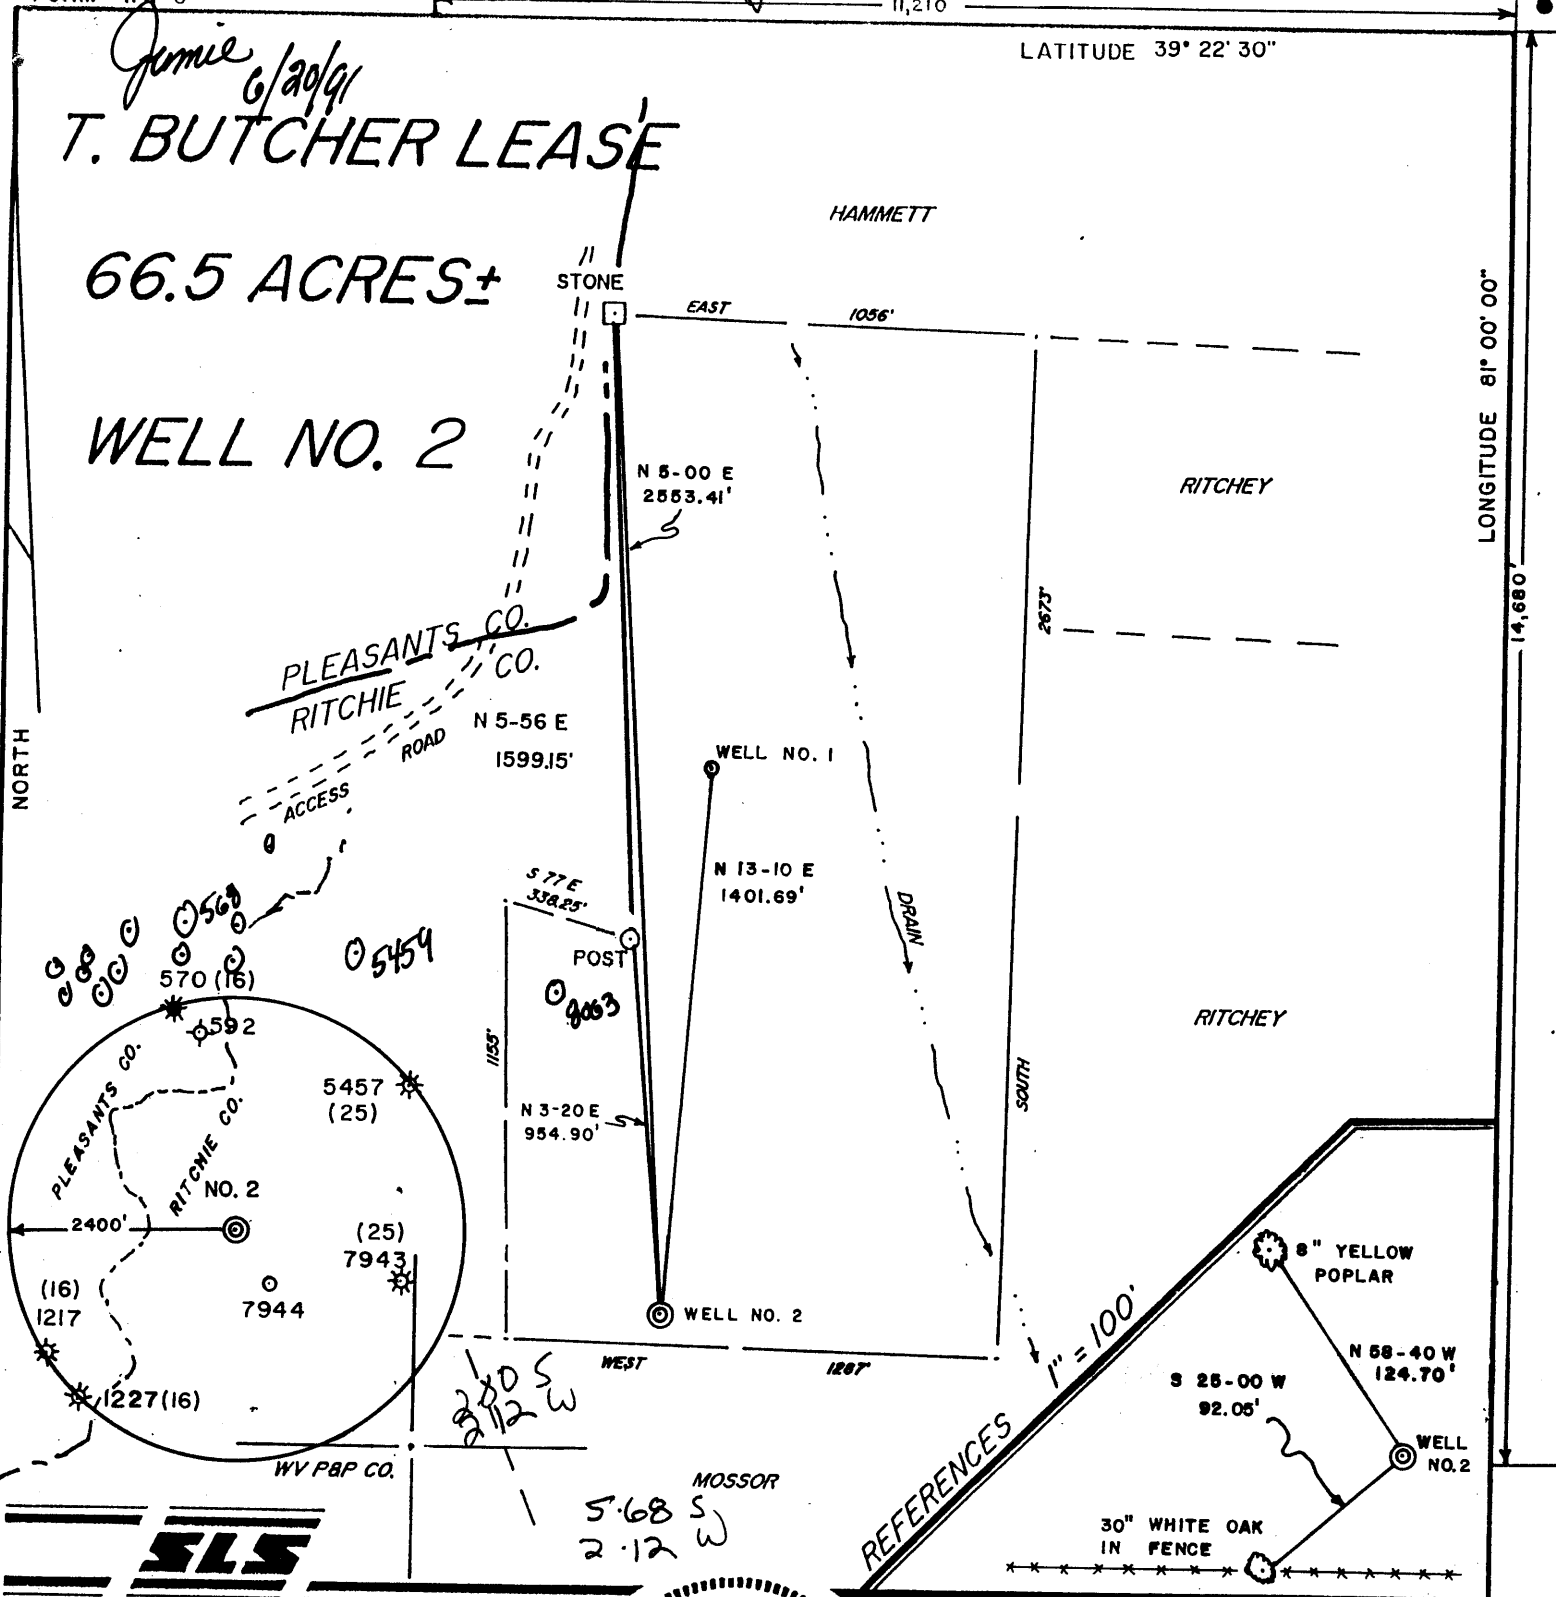 11,210
LATITUDE 39° 22' 30"
Jamie
6/20/91
T. BUTCHER LEASE
66.5 ACRES±
WELL NO. 2
HAMMETT
STONE
EAST 1056'
LONGITUDE 81° 00' 00"
14,680'
N 5-00 E
2553.41'
RITCHEY
2673'
PLEASANTS CO.
RITCHIE CO.
N 5-56 E
1599.15'
ACCESS ROAD
NORTH
WELL NO. 1
N 13-10 E
1401.69'
S 77 E
338.25'
DRAIN
568
5459
POST
8063
570 (16)
592
RITCHEY
PLEASANTS CO.
RITCHIE CO.
5457
(25)
1155'
SOUTH
N 3-20 E
954.90'
NO. 2
2400'
(25)
7943
7944
(16)
1217
1227(16)
WELL NO. 2
WEST 1287'
2112 W
WV P&P CO.
MOSSOR
5.68 S
2.12 W
REFERENCES 1" = 100'
8" YELLOW
POPLAR
N 58-40 W
124.70'
S 25-00 W
92.05'
WELL
NO.2
30" WHITE OAK
IN FENCE
SLS